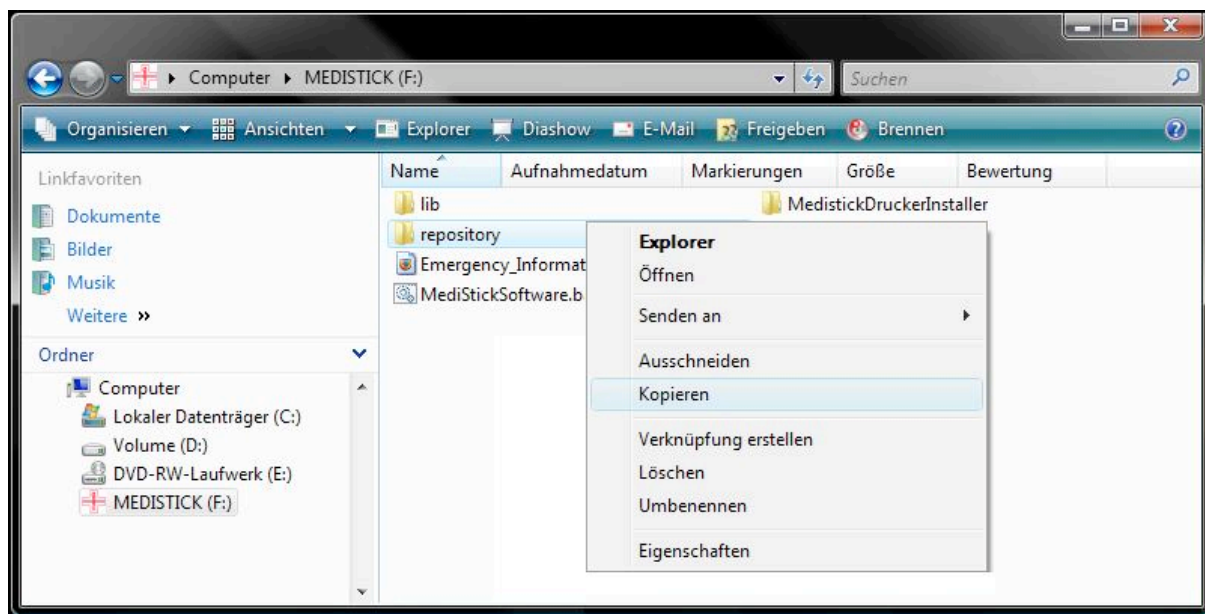 Computer ▸ MEDISTICK (F:)
Suchen
Organisieren Ansichten Explorer Diashow E-Mail Freigeben Brennen
Linkfavoriten
Dokumente
Bilder
Musik
Weitere »
Ordner
Computer
Lokaler Datenträger (C:)
Volume (D:)
DVD-RW-Laufwerk (E:)
MEDISTICK (F:)
Name Aufnahmedatum Markierungen Größe Bewertung
lib MedistickDruckerInstaller
repository
Emergency_Informat
MediStickSoftware.b
Explorer
Öffnen
Senden an
Ausschneiden
Kopieren
Verknüpfung erstellen
Löschen
Umbenennen
Eigenschaften